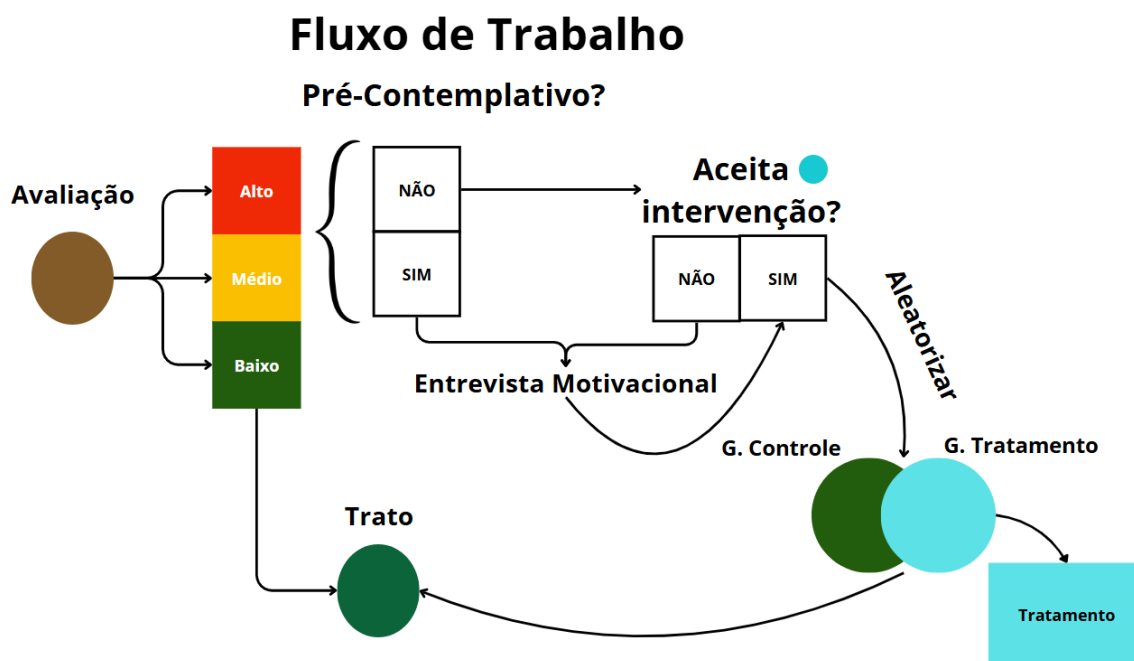 Fluxo de Trabalho
Pré-Contemplativo?
Avaliação
Alto
Médio
Baixo
NÃO
SIM
Aceita
intervenção?
NÃO
SIM
Aleatorizar
Entrevista Motivacional
G. Controle
G. Tratamento
Trato
Tratamento